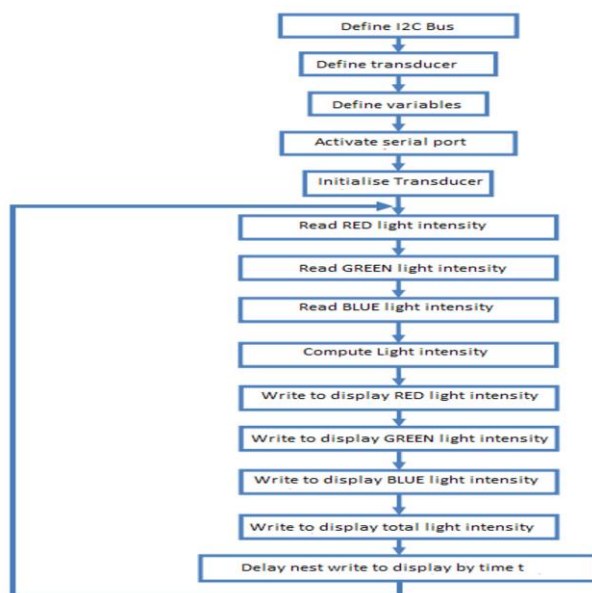 Define I2C Bus
Define transducer
Define variables
Activate serial port
Initialise Transducer
Read RED light intensity
Read GREEN light intensity
Read BLUE light intensity
Compute Light intensity
Write to display RED light intensity
Write to display GREEN light intensity
Write to display BLUE light intensity
Write to display total light intensity
Delay nest write to display by time t